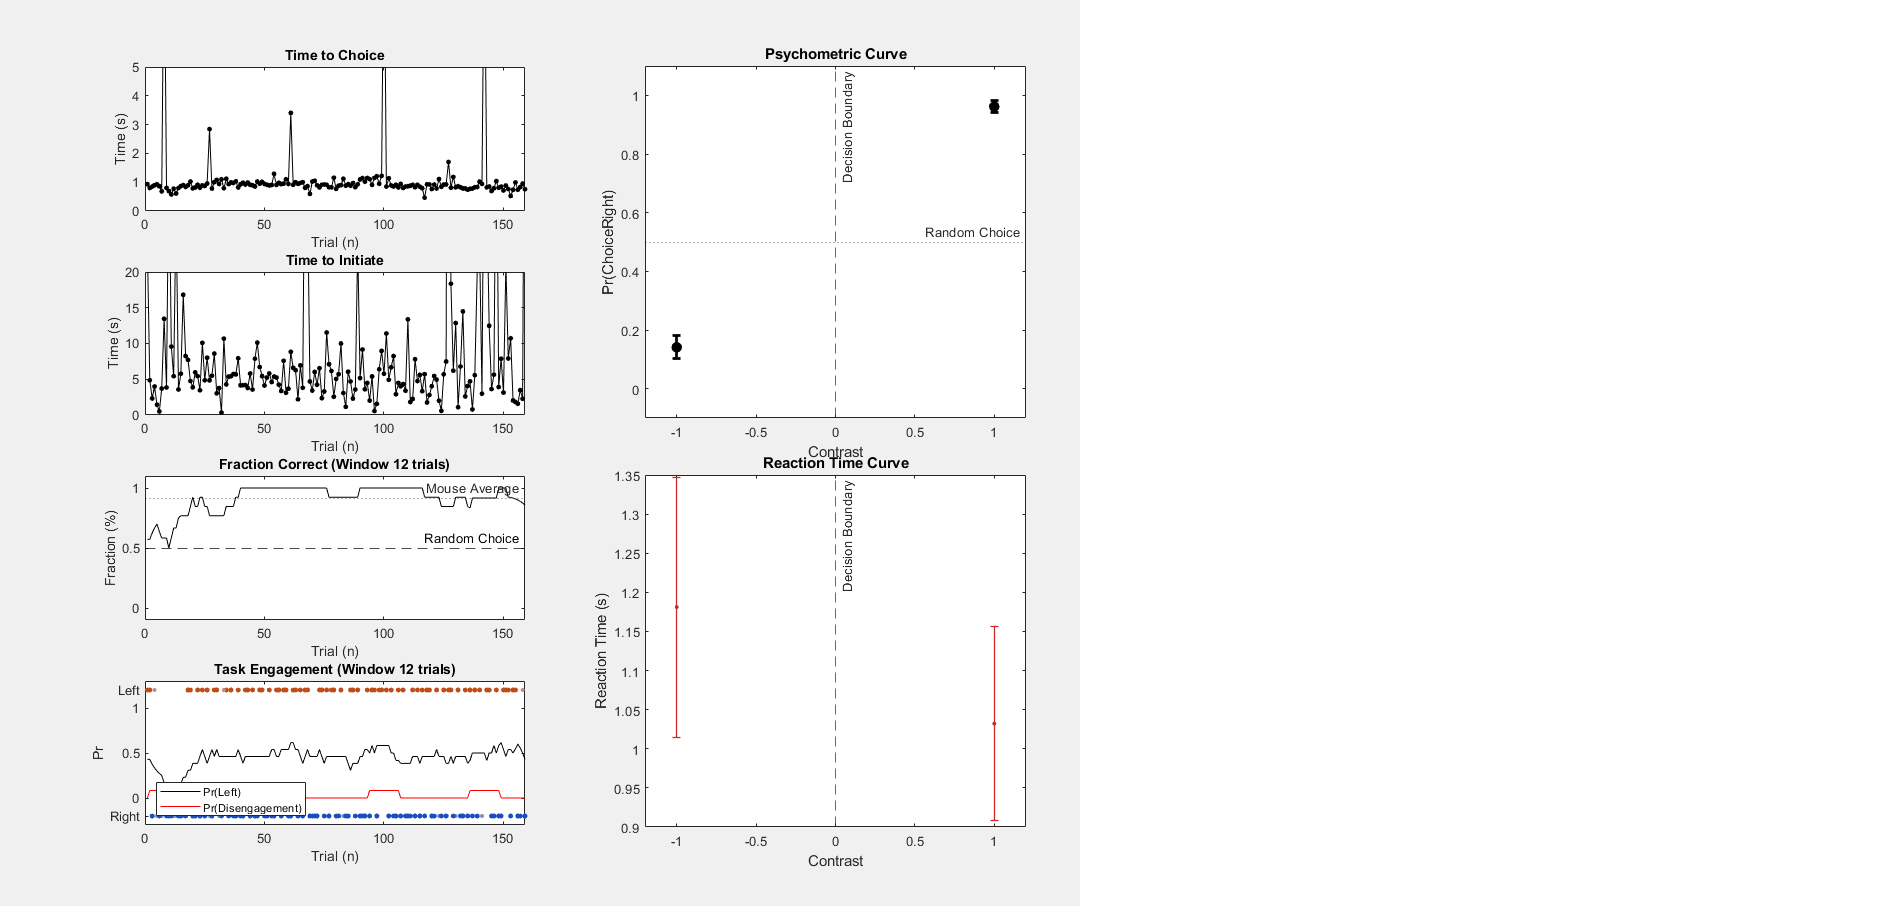 Time to Choice
5
4
3
2
1
0
Time (s)
0 50 100 150
Trial (n)
Time to Initiate
20
15
10
5
0
Time (s)
0 50 100 150
Trial (n)
Fraction Correct (Window 12 trials)
1
0.5
0
Fraction (%)
Mouse Average
Random Choice
0 50 100 150
Trial (n)
Task Engagement (Window 12 trials)
Left
1
0.5
0
Right
Pr
Pr(Left)
Pr(Disengagement)
0 50 100 150
Trial (n)
Psychometric Curve
1
0.8
0.6
0.4
0.2
0
Pr(ChoiceRight)
Decision Boundary
Random Choice
-1 -0.5 0 0.5 1
Contrast
Reaction Time Curve
1.35
1.3
1.25
1.2
1.15
1.1
1.05
1
0.95
0.9
Reaction Time (s)
Decision Boundary
-1 -0.5 0 0.5 1
Contrast